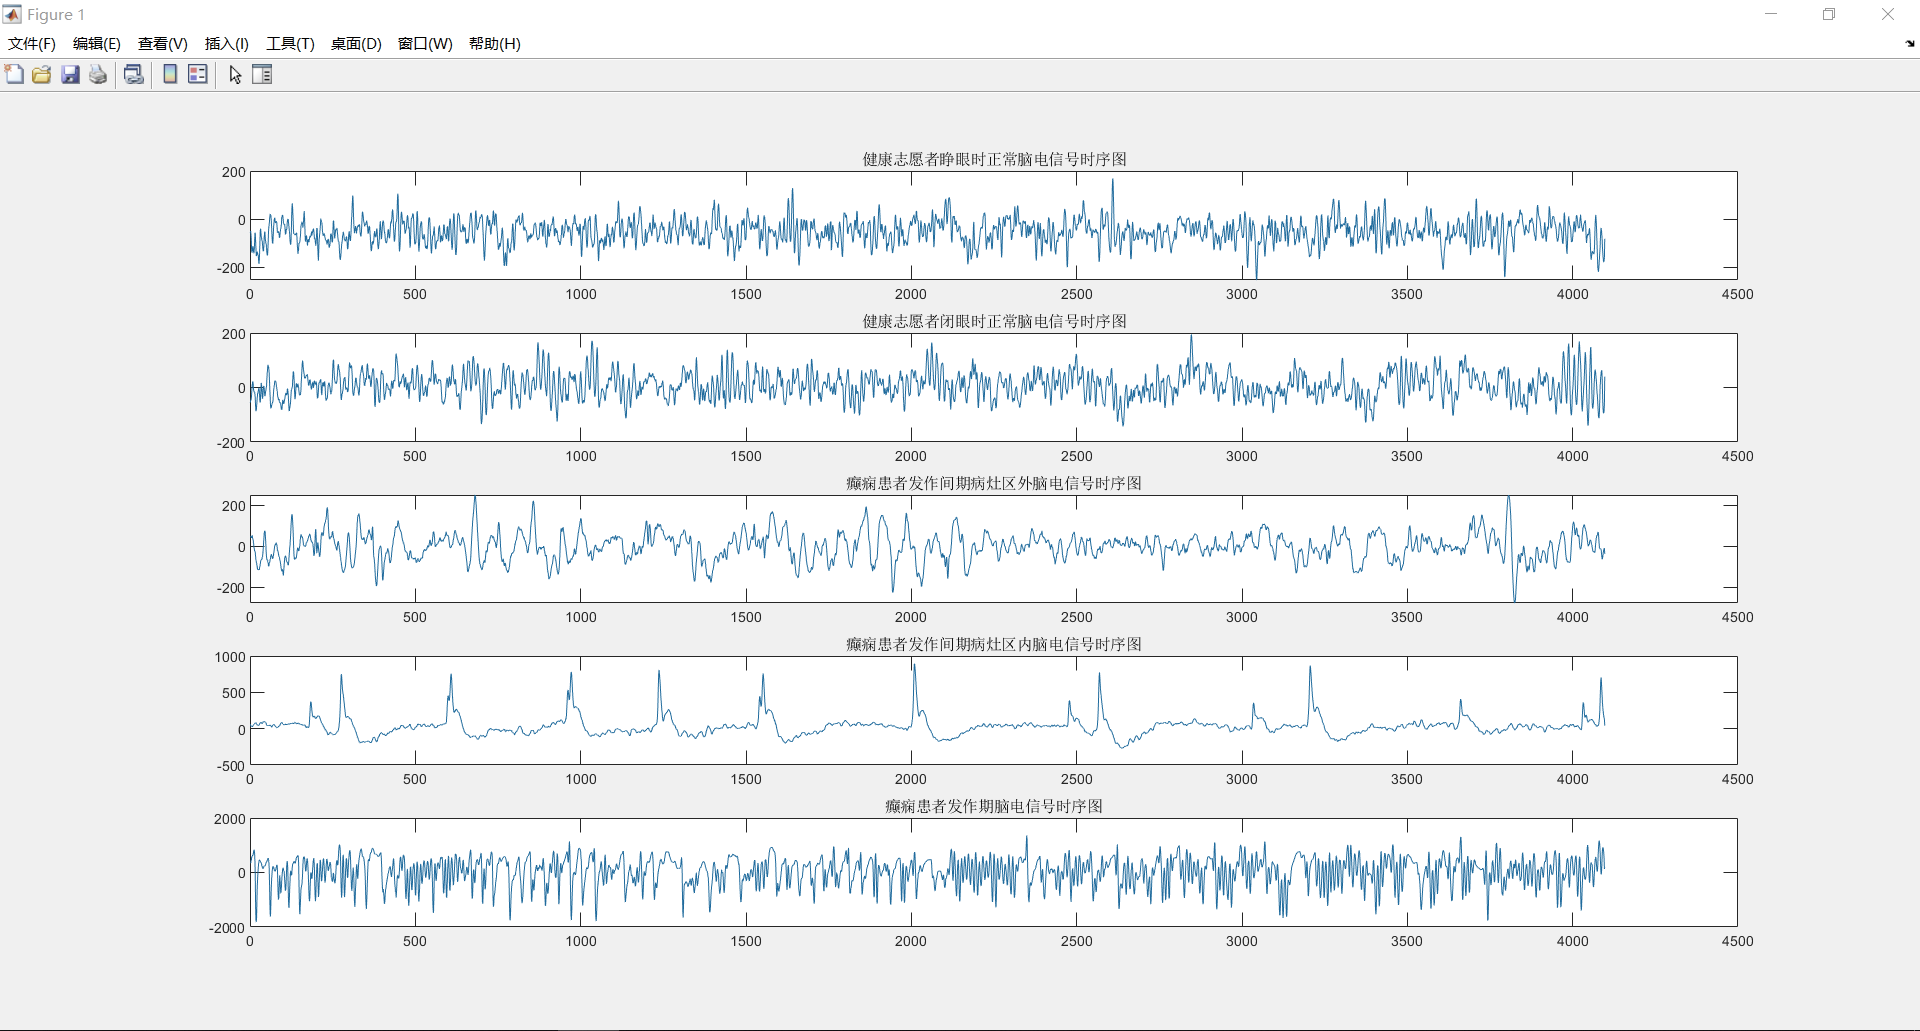 Figure 1
文件(F) 编辑(E) 查看(V) 插入(I) 工具(T) 桌面(D) 窗口(W) 帮助(H)
健康志愿者睁眼时正常脑电信号时序图
200
0
-200
0 500 1000 1500 2000 2500 3000 3500 4000 4500
健康志愿者闭眼时正常脑电信号时序图
200
0
-200
0 500 1000 1500 2000 2500 3000 3500 4000 4500
癫痫患者发作间期病灶区外脑电信号时序图
200
0
-200
0 500 1000 1500 2000 2500 3000 3500 4000 4500
癫痫患者发作间期病灶区内脑电信号时序图
1000
500
0
-500
0 500 1000 1500 2000 2500 3000 3500 4000 4500
癫痫患者发作期脑电信号时序图
2000
0
-2000
0 500 1000 1500 2000 2500 3000 3500 4000 4500